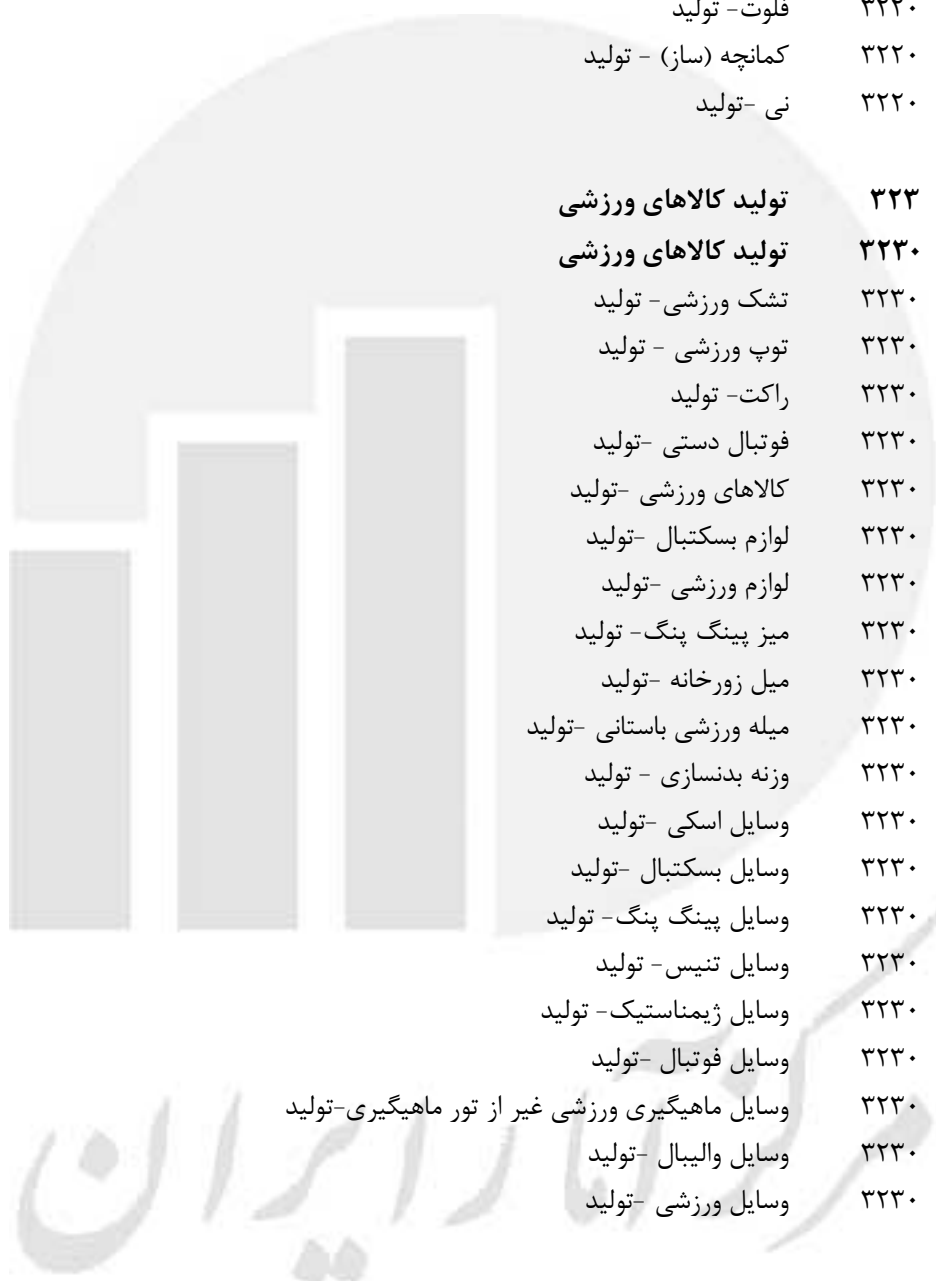 ۳۲۲۰ فلوت- تولید
۳۲۲۰ کمانچه (ساز) - تولید
۳۲۲۰ نی -تولید
۳۲۳ تولید کالاهای ورزشی
۳۲۳۰ تولید کالاهای ورزشی
۳۲۳۰ تشک ورزشی- تولید
۳۲۳۰ توپ ورزشی - تولید
۳۲۳۰ راکت- تولید
۳۲۳۰ فوتبال دستی -تولید
۳۲۳۰ کالاهای ورزشی -تولید
۳۲۳۰ لوازم بسکتبال -تولید
۳۲۳۰ لوازم ورزشی -تولید
۳۲۳۰ میز پینگ پنگ- تولید
۳۲۳۰ میل زورخانه -تولید
۳۲۳۰ میله ورزشی باستانی -تولید
۳۲۳۰ وزنه بدنسازی - تولید
۳۲۳۰ وسایل اسکی -تولید
۳۲۳۰ وسایل بسکتبال -تولید
۳۲۳۰ وسایل پینگ پنگ- تولید
۳۲۳۰ وسایل تنیس- تولید
۳۲۳۰ وسایل ژیمناستیک- تولید
۳۲۳۰ وسایل فوتبال -تولید
۳۲۳۰ وسایل ماهیگیری ورزشی غیر از تور ماهیگیری-تولید
۳۲۳۰ وسایل والیبال -تولید
۳۲۳۰ وسایل ورزشی -تولید
مرکز آمار ایران